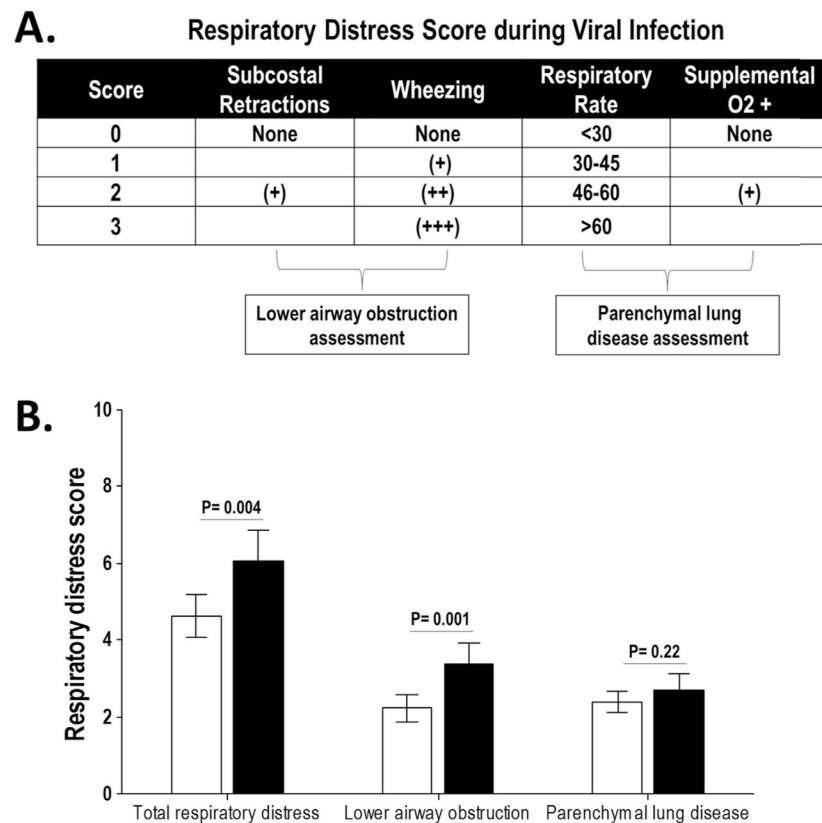 A.
Respiratory Distress Score during Viral Infection
Score Subcostal Retractions Wheezing Respiratory Rate Supplemental O2 +
0 None None <30 None
1 (+) 30-45
2 (+) (++) 46-60 (+)
3 (+++) >60
Lower airway obstruction
assessment
Parenchymal lung
disease assessment
B.
Respiratory distress score
10
8
6
4
2
0
P= 0.004
P= 0.001
P= 0.22
Total respiratory distress
Lower airway obstruction
Parenchymal lung disease